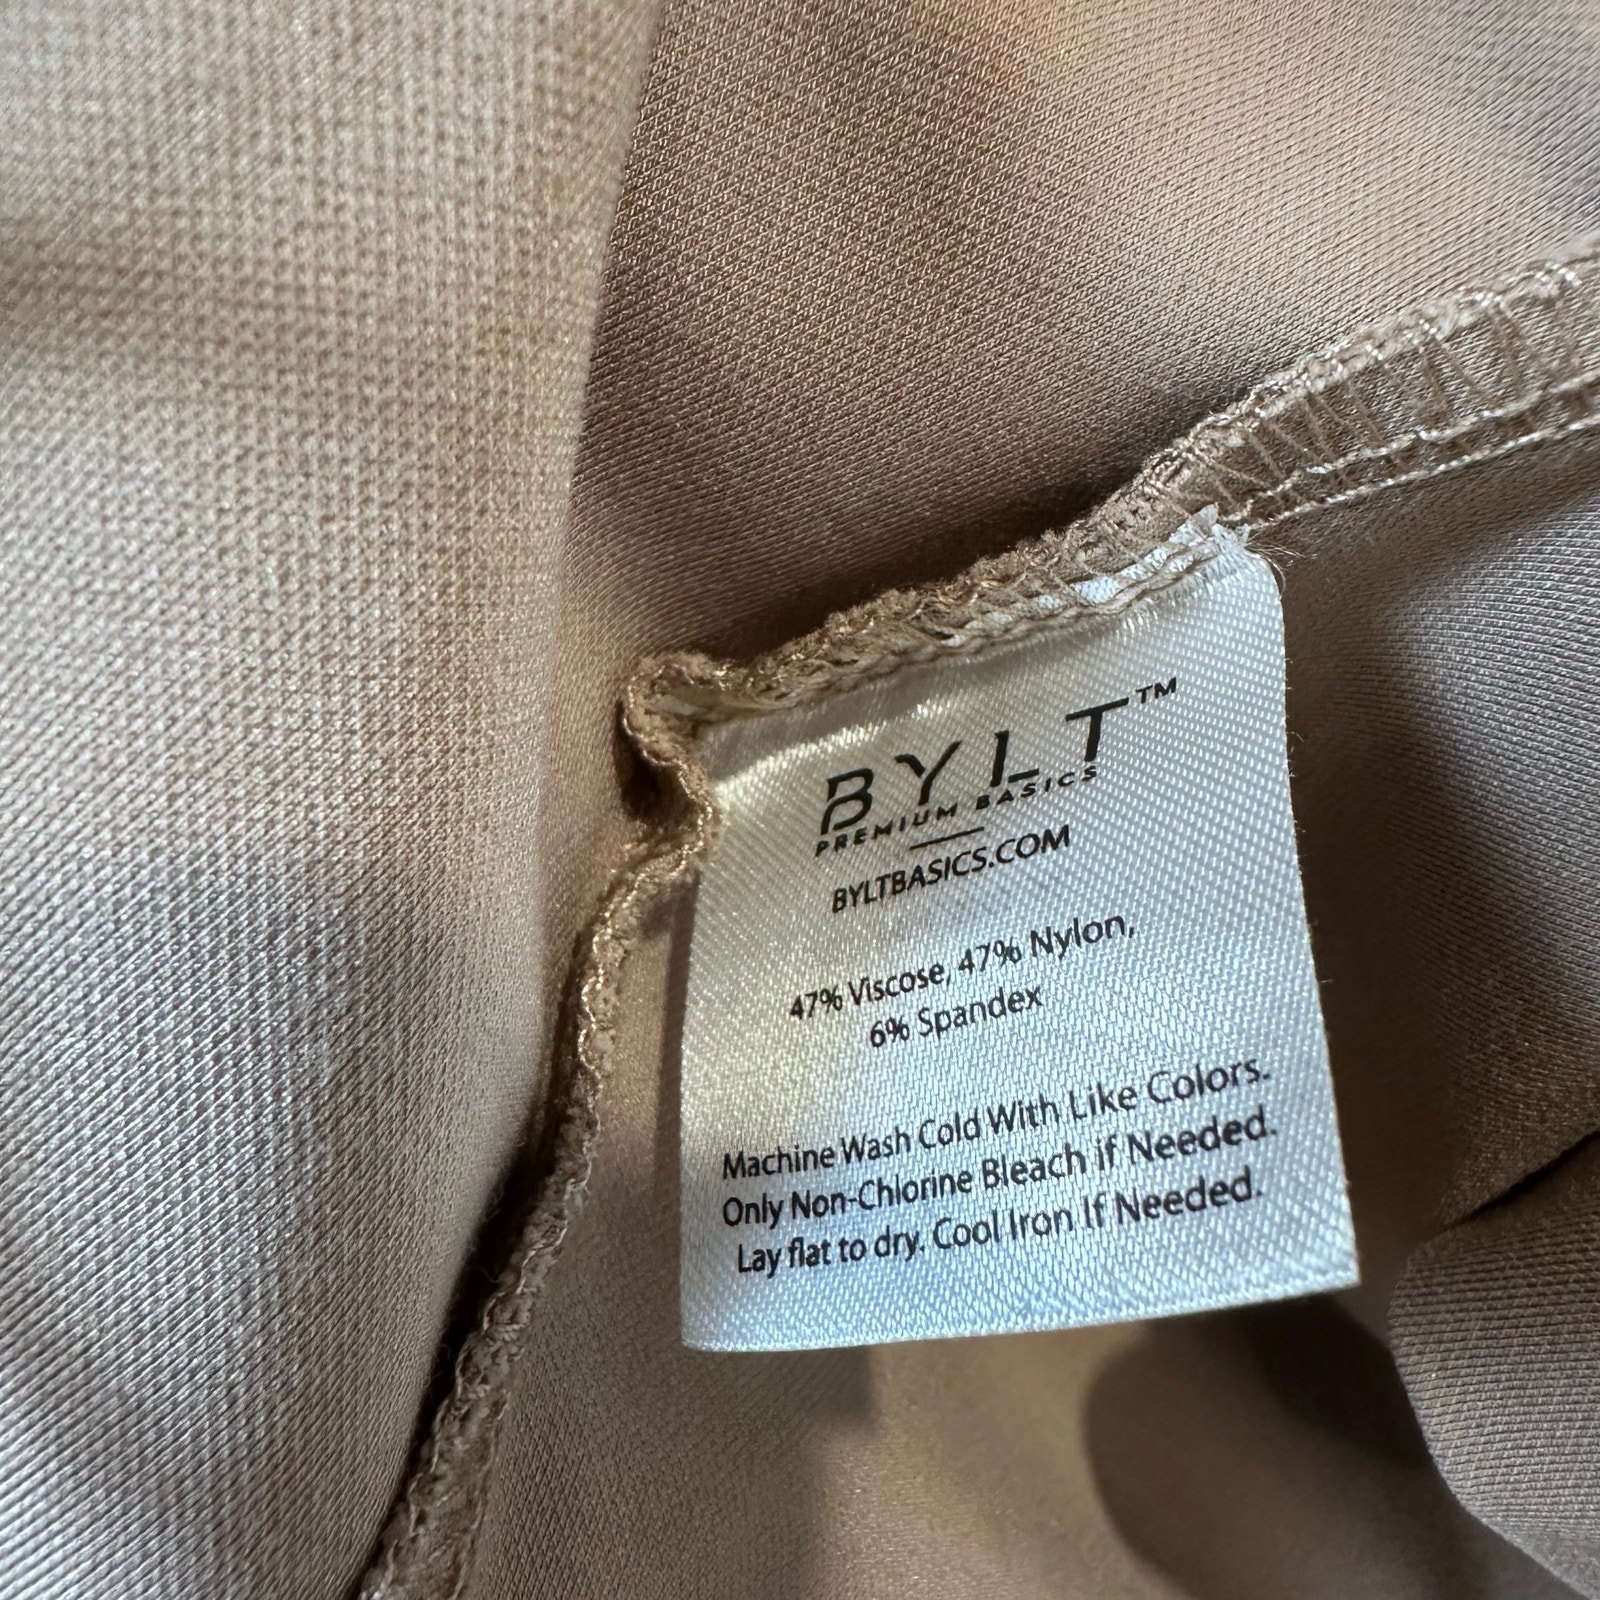 BYLT™
PREMIUM BASICS
BYLTBASICS.COM
47% Viscose, 47% Nylon,
6% Spandex
Machine Wash Cold With Like Colors.
Only Non-Chlorine Bleach if Needed.
Lay flat to dry. Cool Iron If Needed.